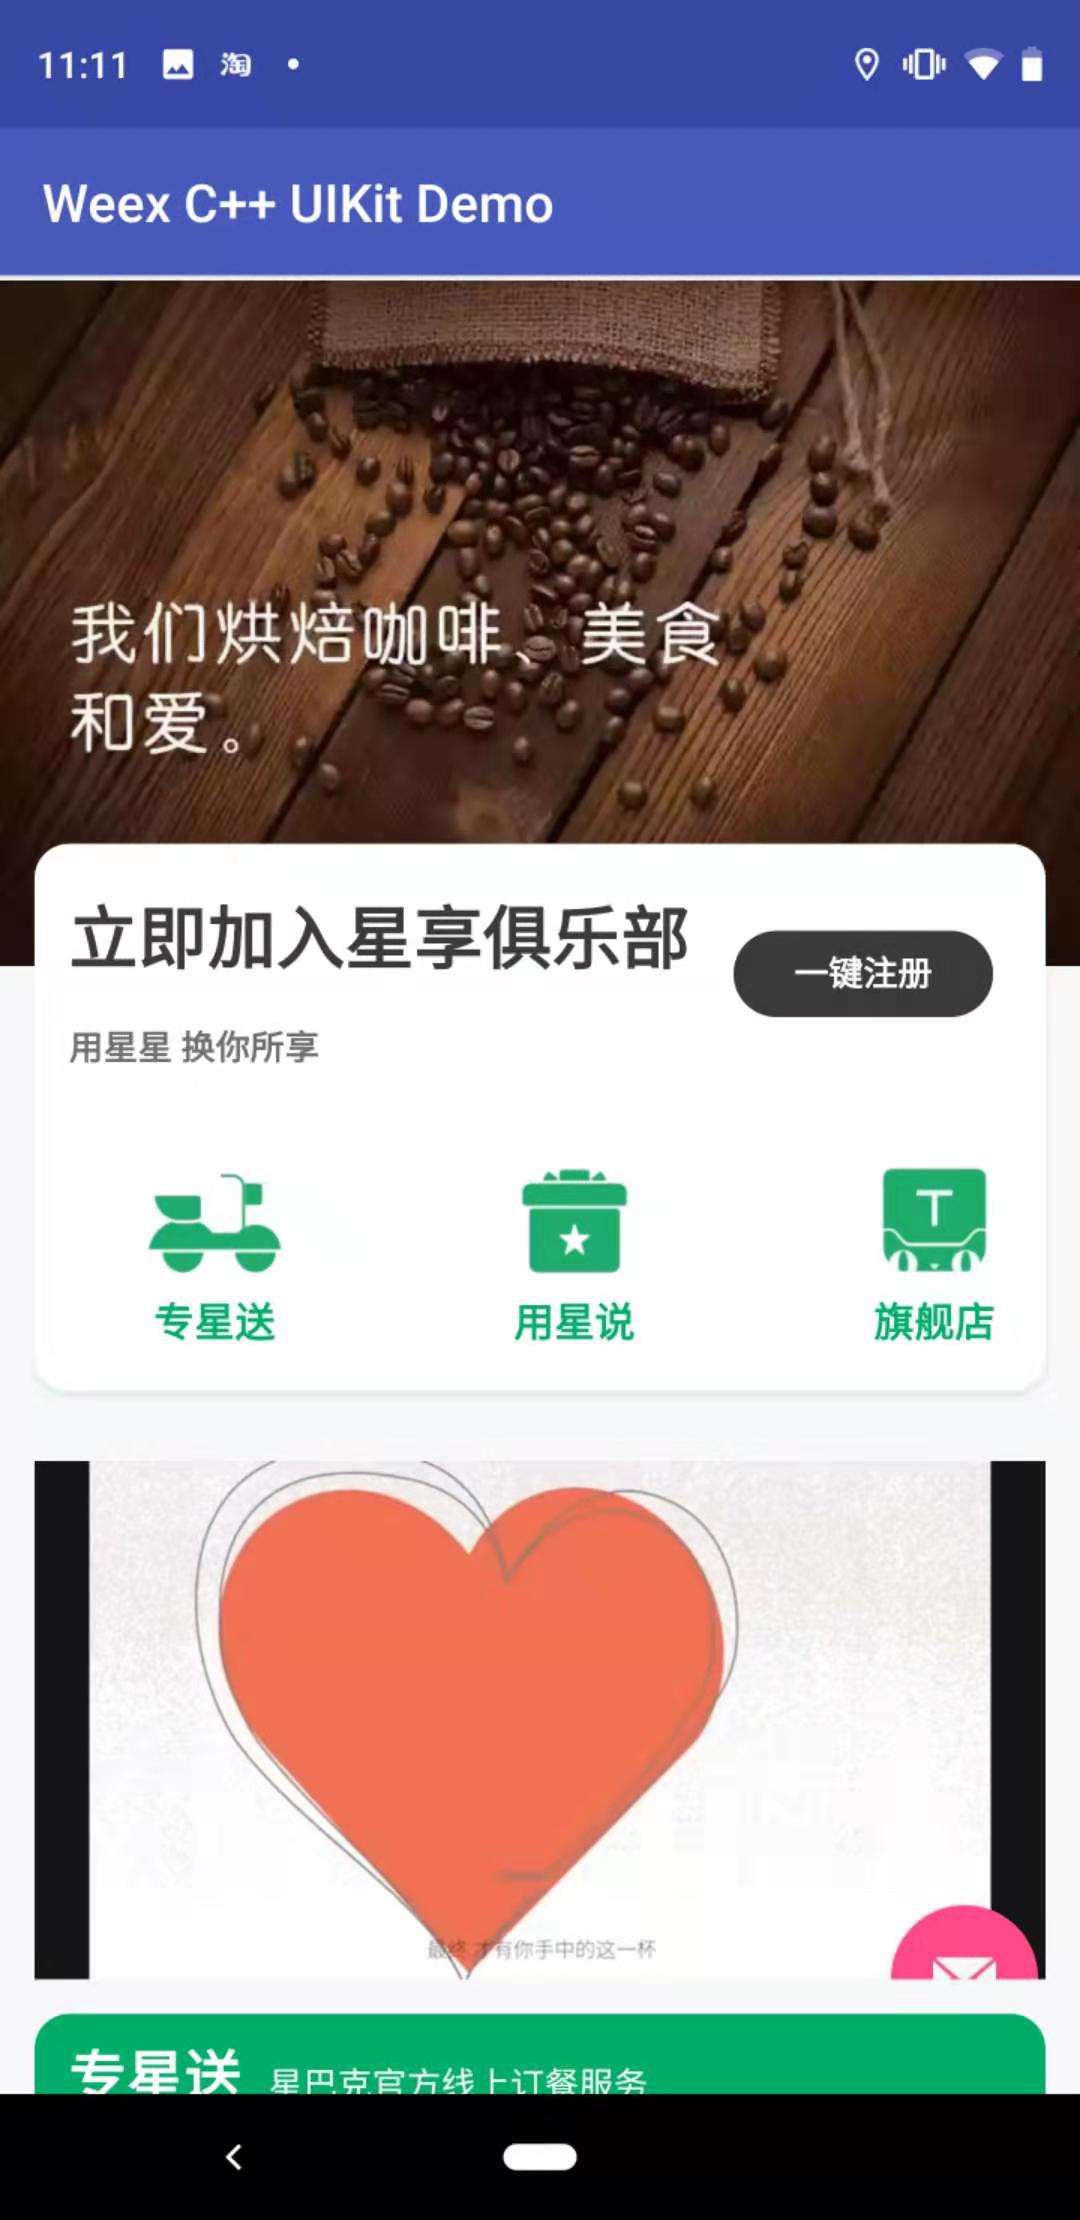 11:11 淘
Weex C++ UIKit Demo
我们烘焙咖啡、美食
和爱。
立即加入星享俱乐部
一键注册
用星星 换你所享
T
专星送
用星说
旗舰店
最终 才有你手中的这一杯
专星送 星巴克官方线上订餐服务